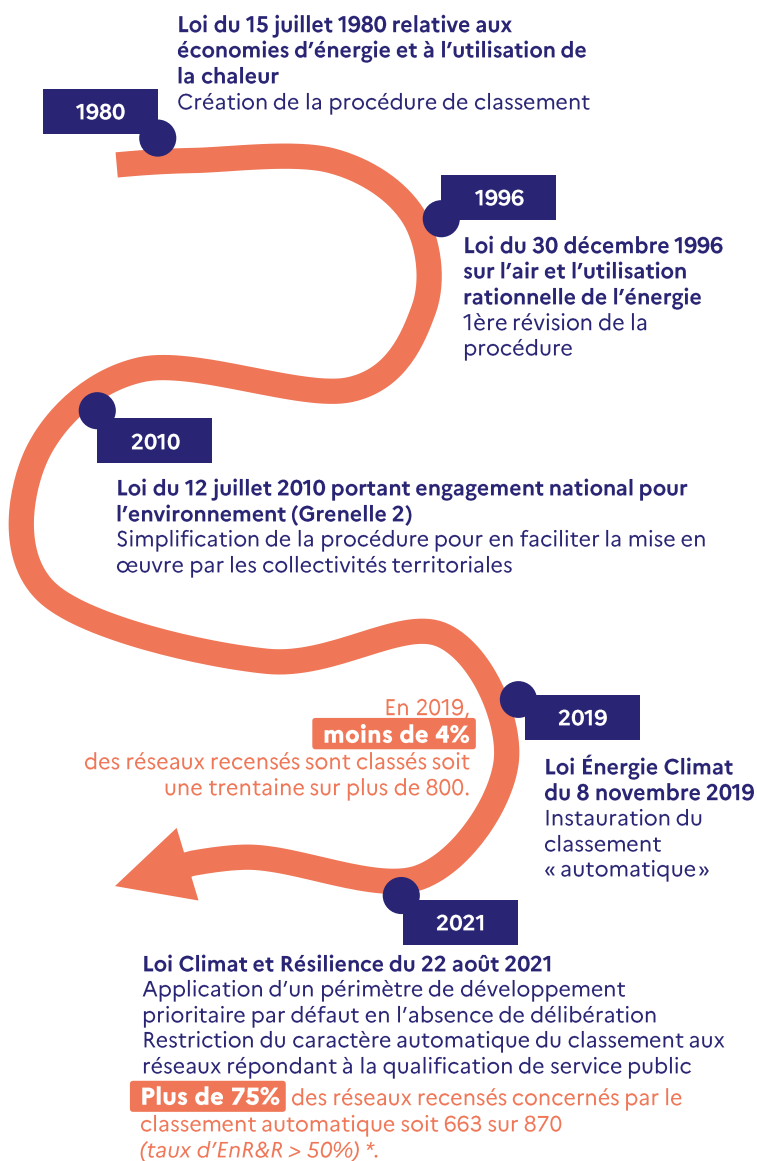 Loi du 15 juillet 1980 relative aux
économies d’énergie et à l’utilisation de
la chaleur
Création de la procédure de classement
1980
1996
Loi du 30 décembre 1996
sur l’air et l’utilisation
rationnelle de l’énergie
1ère révision de la
procédure
2010
Loi du 12 juillet 2010 portant engagement national pour
l’environnement (Grenelle 2)
Simplification de la procédure pour en faciliter la mise en
œuvre par les collectivités territoriales
En 2019,
moins de 4%
des réseaux recensés sont classés soit
une trentaine sur plus de 800.
2019
Loi Énergie Climat
du 8 novembre 2019
Instauration du
classement
« automatique »
2021
Loi Climat et Résilience du 22 août 2021
Application d’un périmètre de développement
prioritaire par défaut en l’absence de délibération
Restriction du caractère automatique du classement aux
réseaux répondant à la qualification de service public
Plus de 75% des réseaux recensés concernés par le
classement automatique soit 663 sur 870
(taux d’EnR&R > 50%) *.